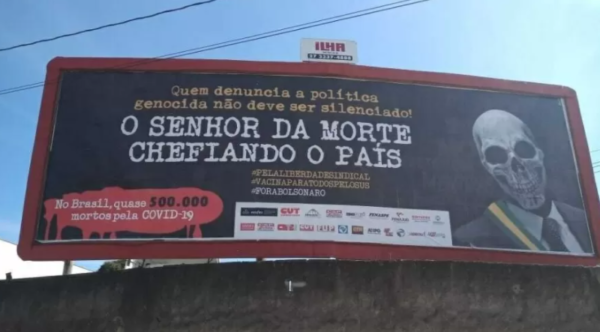 ILHA
Quem denuncia a política
genocida não deve ser silenciado!
O SENHOR DA MORTE
CHEFIANDO O PAÍS
#PELALIBERDADESINDICAL
#VACINAPARATODOSPELOSUS
#FORABOLSONARO
No Brasil, quase 500.000
mortos pela COVID-19
CUT